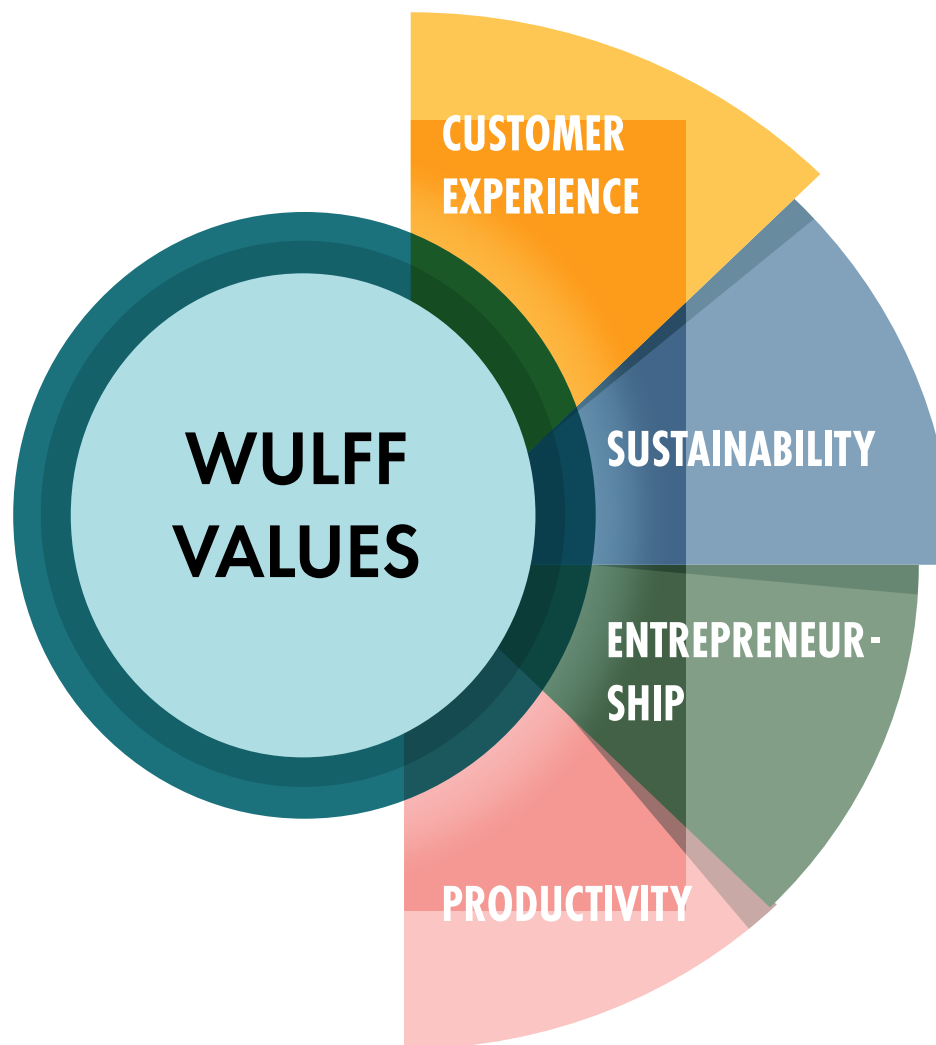 CUSTOMER
EXPERIENCE
WULFF
VALUES
SUSTAINABILITY
ENTREPRENEUR-
SHIP
PRODUCTIVITY